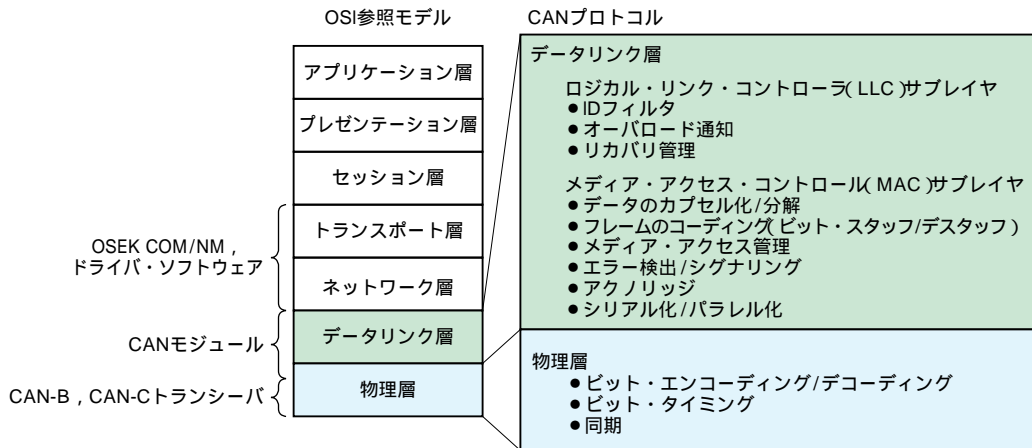 OSI参照モデル
アプリケーション層
プレゼンテーション層
セッション層
トランスポート層
ネットワーク層
データリンク層
物理層
OSEK COM/NM，
ドライバ・ソフトウェア
CANモジュール
CAN-B，CAN-Cトランシーバ
CANプロトコル
データリンク層
ロジカル・リンク・コントローラ（LLC）サブレイヤ
●IDフィルタ
●オーバロード通知
●リカバリ管理
メディア・アクセス・コントロール（MAC）サブレイヤ
●データのカプセル化/分解
●フレームのコーディング（ビット・スタッフ/デスタッフ）
●メディア・アクセス管理
●エラー検出/シグナリング
●アクノリッジ
●シリアル化/パラレル化
物理層
●ビット・エンコーディング/デコーディング
●ビット・タイミング
●同期